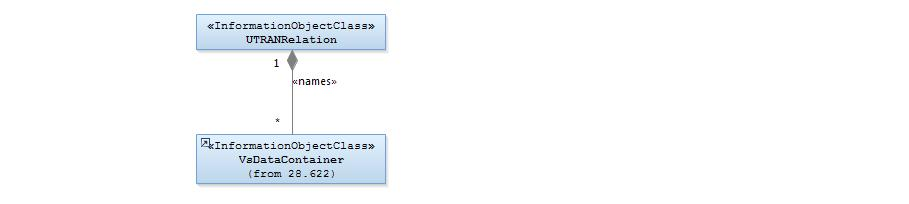 «InformationObjectClass»
UTRANRelation
1
«names»
*
«InformationObjectClass»
VsDataContainer
(from 28.622)